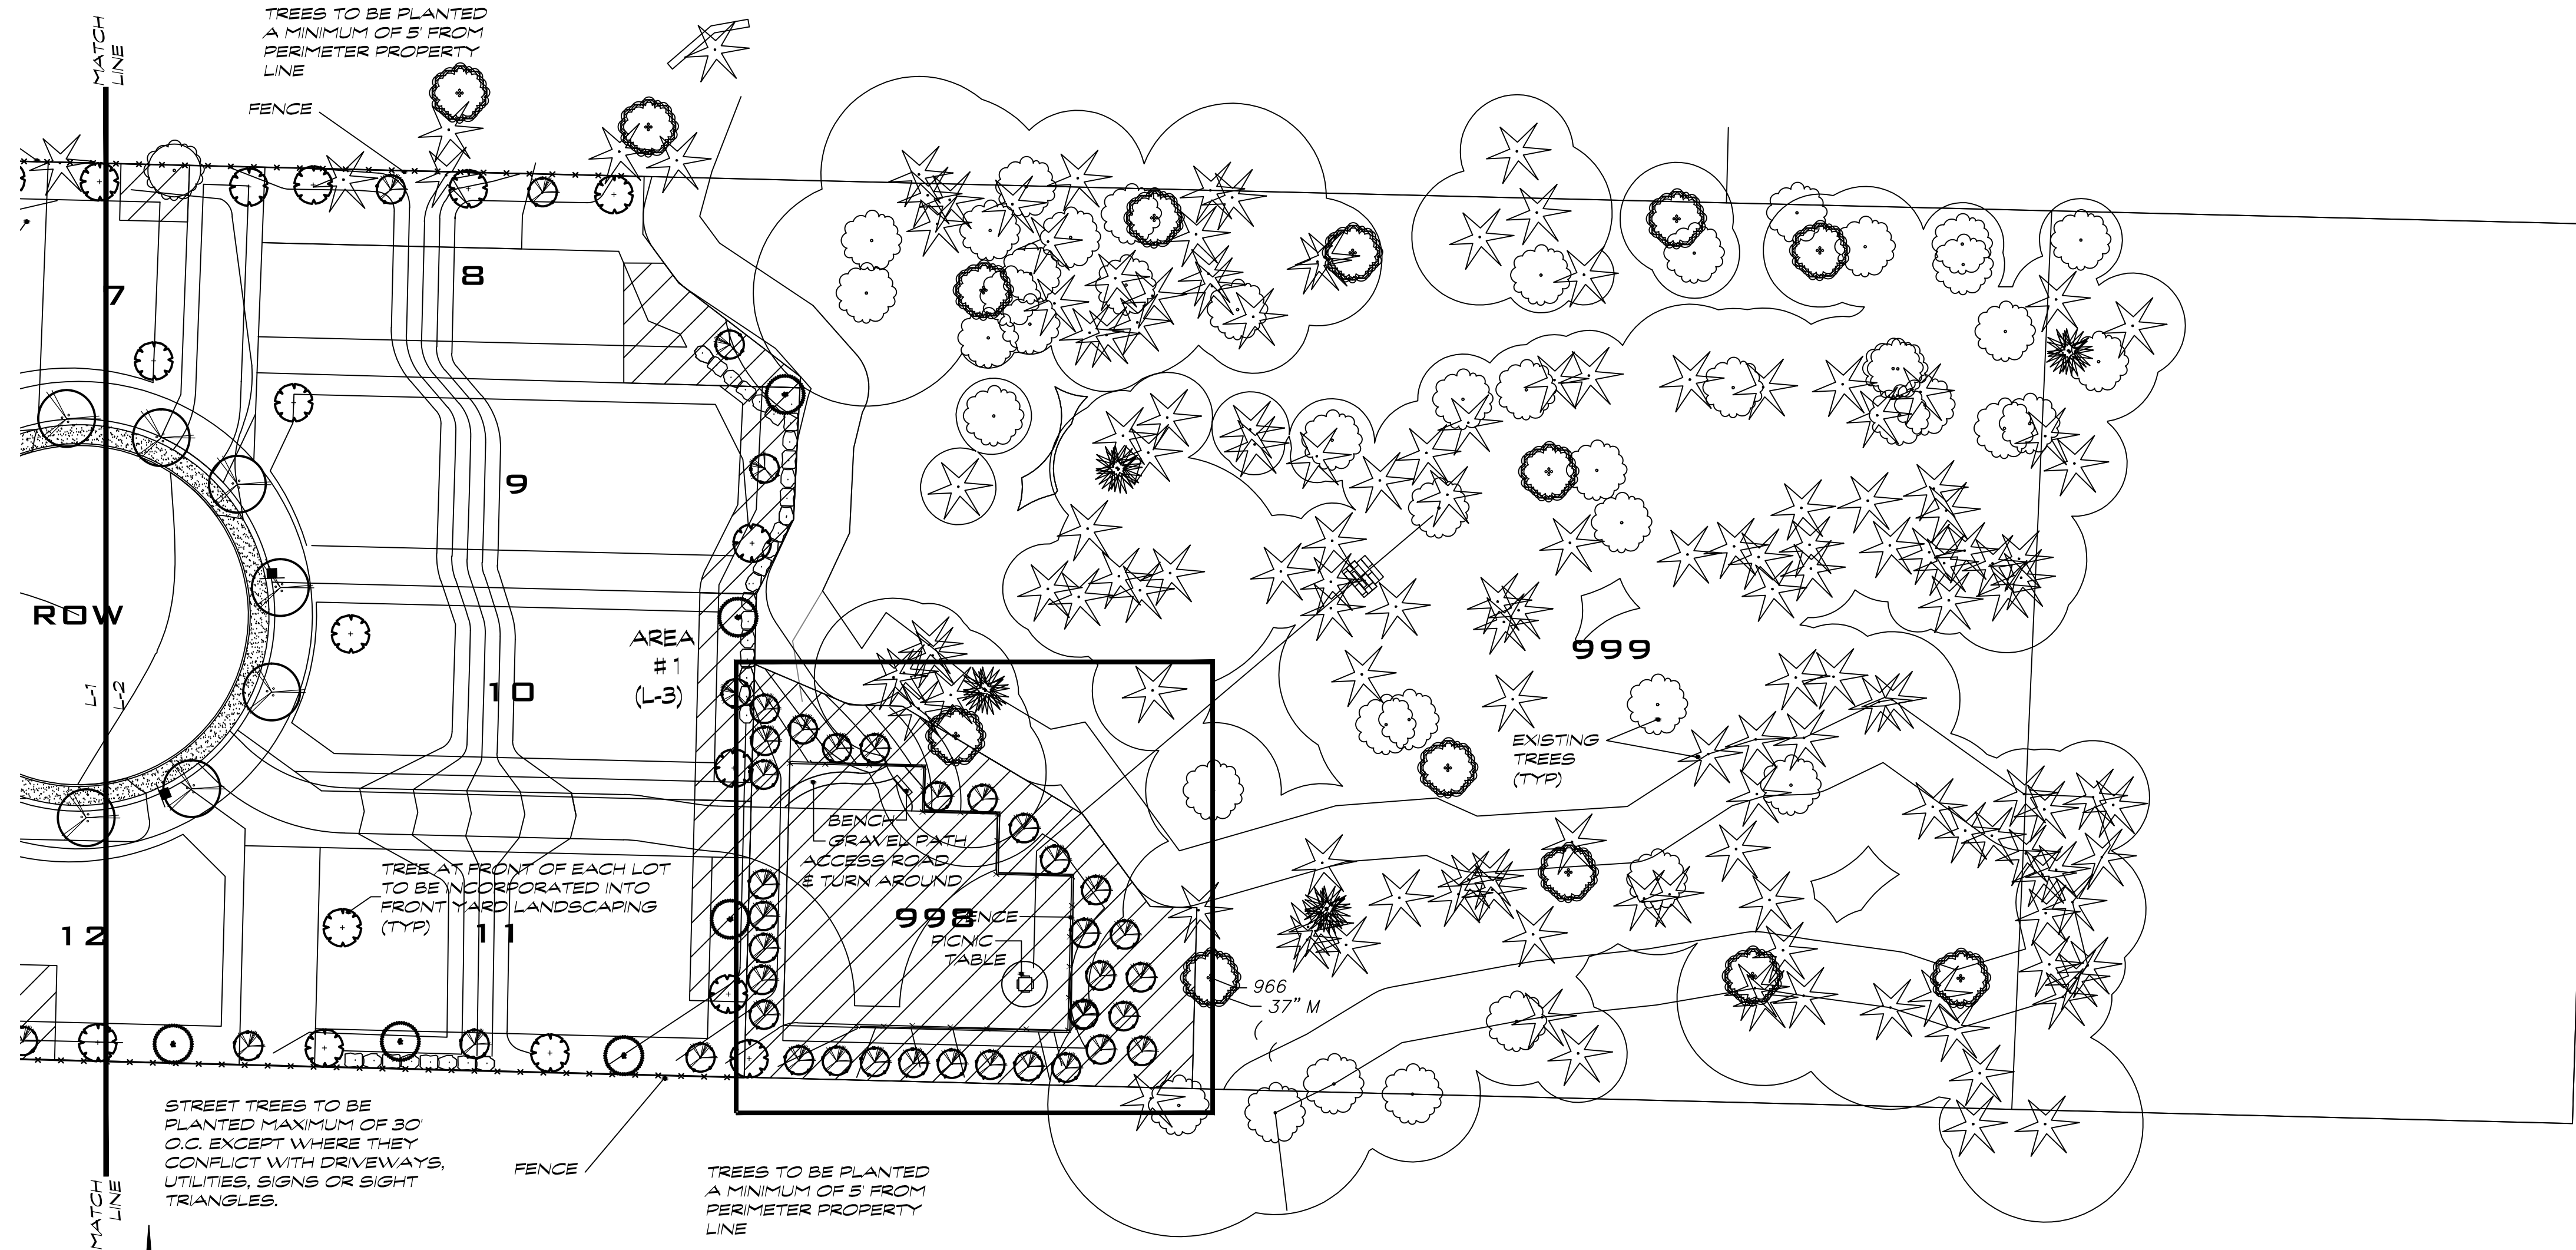 MATCH
LINE
TREES TO BE PLANTED
A MINIMUM OF 5' FROM
PERIMETER PROPERTY
LINE
FENCE
7
8
9
ROW
L-1
L-2
10
AREA
#1
(L-3)
999
EXISTING
TREES
(TYP)
BENCH
GRAVEL PATH
ACCESS ROAD
& TURN AROUND
998
FENCE
PICNIC
TABLE
966
37" M
(
(
TREE AT FRONT OF EACH LOT
TO BE INCORPORATED INTO
FRONT YARD LANDSCAPING
(TYP)
12
11
STREET TREES TO BE
PLANTED MAXIMUM OF 30'
O.C. EXCEPT WHERE THEY
CONFLICT WITH DRIVEWAYS,
UTILITIES, SIGNS OR SIGHT
TRIANGLES.
FENCE
TREES TO BE PLANTED
A MINIMUM OF 5' FROM
PERIMETER PROPERTY
LINE
MATCH
LINE